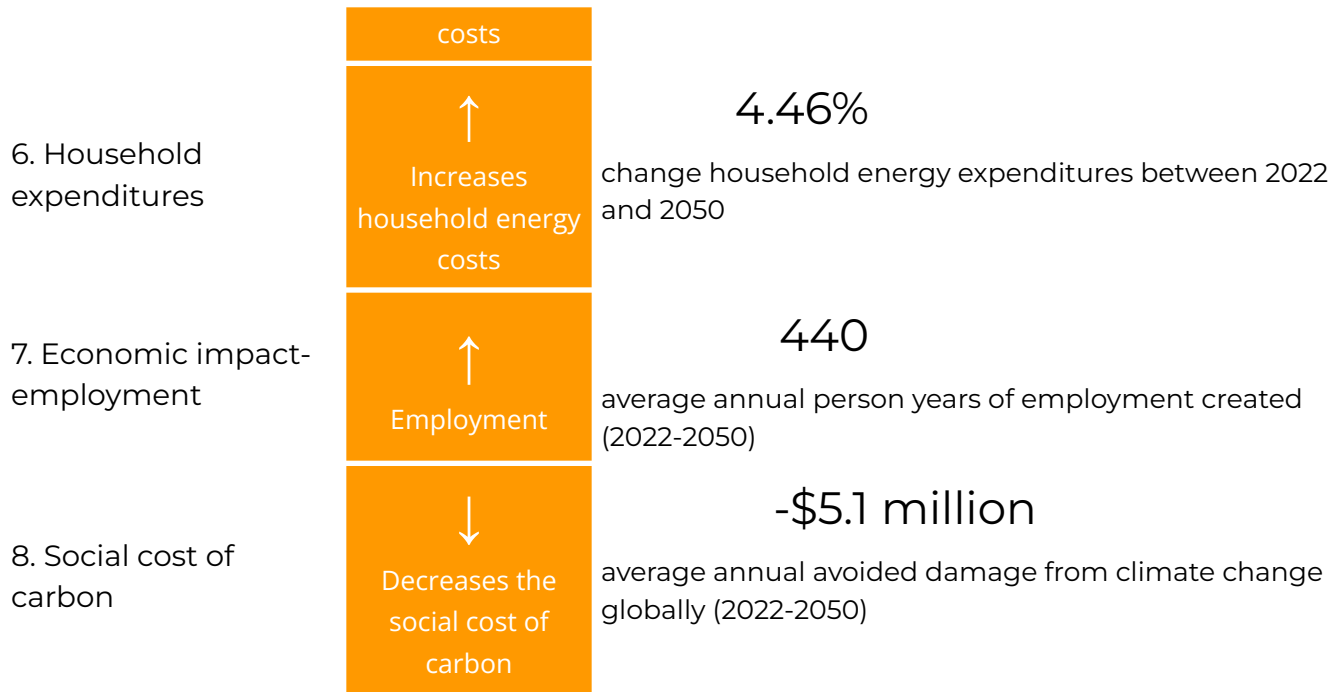 costs
6. Household
expenditures
↑
Increases
household energy
costs
4.46%
change household energy expenditures between 2022
and 2050
7. Economic impact-
employment
↑
Employment
440
average annual person years of employment created
(2022-2050)
8. Social cost of
carbon
↓
Decreases the
social cost of
carbon
-$5.1 million
average annual avoided damage from climate change
globally (2022-2050)